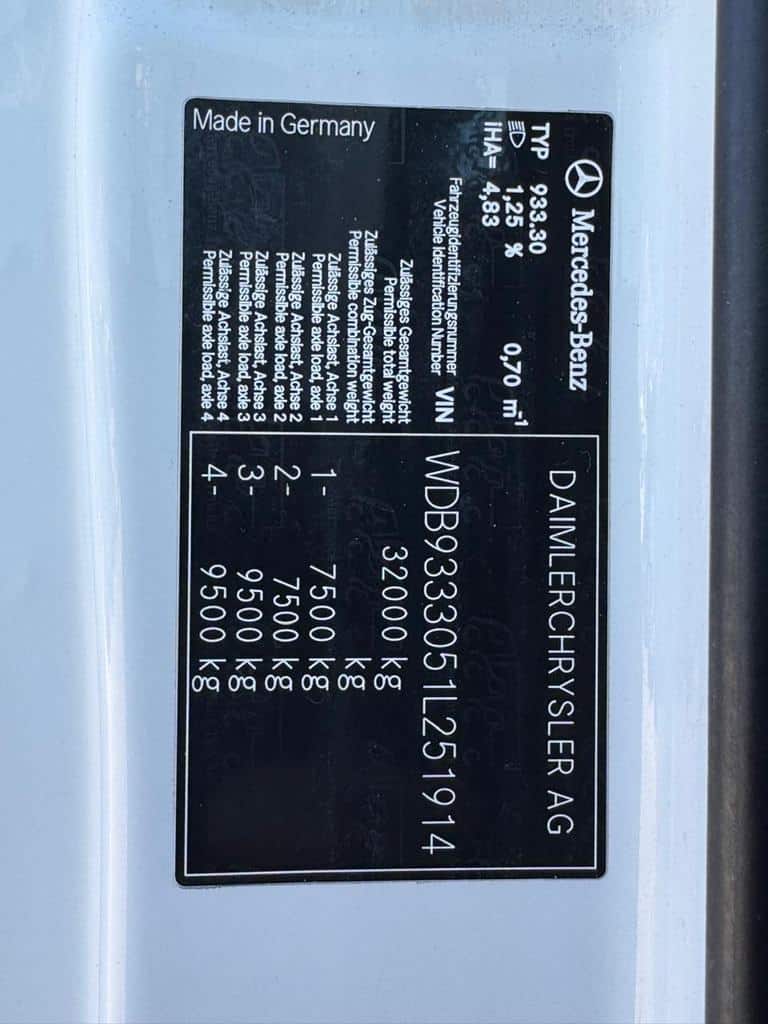 Mercedes-Benz
DAIMLERCHRYSLER AG
TYP 933.30
1,25 % 0,70 m-1
iHA= 4,83
Fahrzeugidentifizierungsnummer
Vehicle Identification Number VIN WDB9333051L251914
Zulässiges Gesamtgewicht
Permissible total weight 32000 kg
Zulässiges Zug-Gesamtgewicht
Permissible combination weight kg
Zulässige Achslast, Achse 1
Permissible axle load, axle 1 1- 7500 kg
Zulässige Achslast, Achse 2
Permissible axle load, axle 2 2- 7500 kg
Zulässige Achslast, Achse 3
Permissible axle load, axle 3 3- 9500 kg
Zulässige Achslast, Achse 4
Permissible axle load, axle 4 4- 9500 kg
Made in Germany